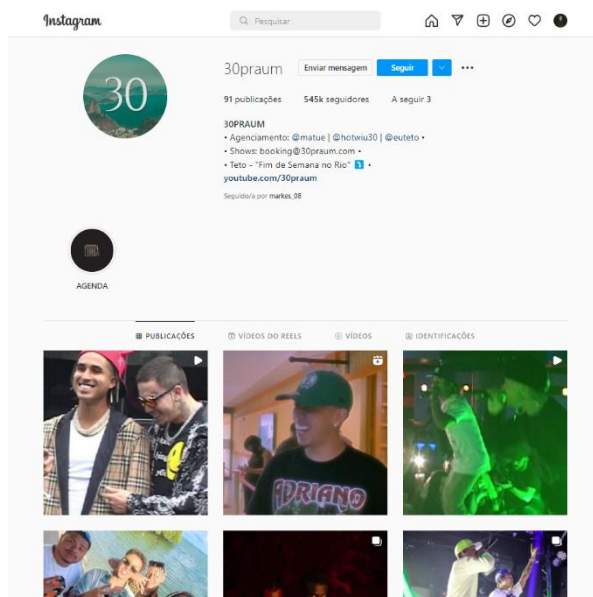 Instagram
Pesquisar
30praum Enviar mensagem Seguir
91 publicações 545k seguidores A seguir 3
30PRAUM
• Agenciamento: @matue | @hotwiu30 | @euteto •
• Shows: booking@30praum.com •
• Teto - "Fim de Semana no Rio" •
youtube.com/30praum
Seguido/a por markes_08
30
AGENDA
PUBLICAÇÕES VÍDEOS DO REELS VÍDEOS IDENTIFICAÇÕES
ADRIANO